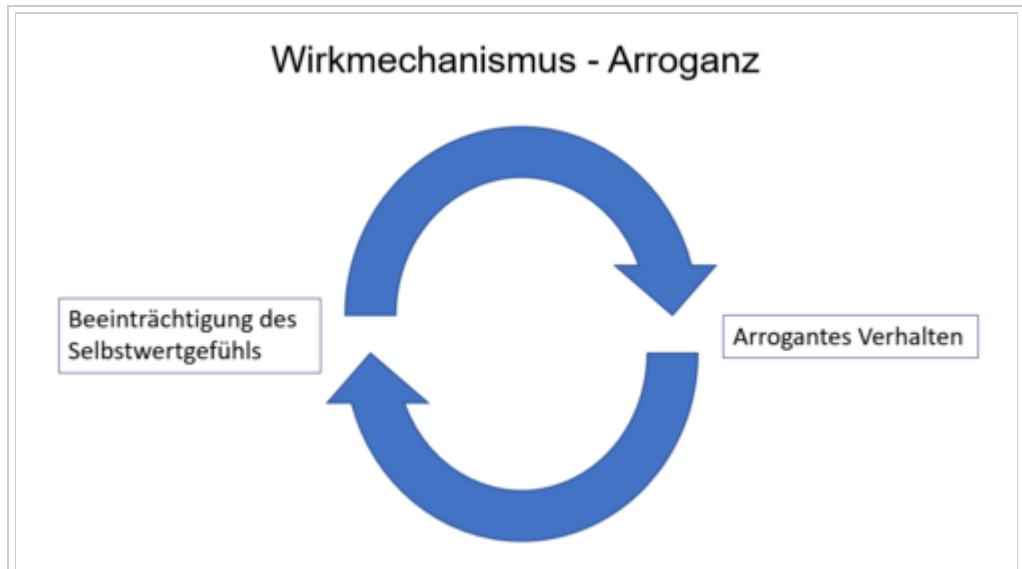 Wirkmechanismus - Arroganz
Beeinträchtigung des
Selbstwertgefühls
Arrogantes Verhalten